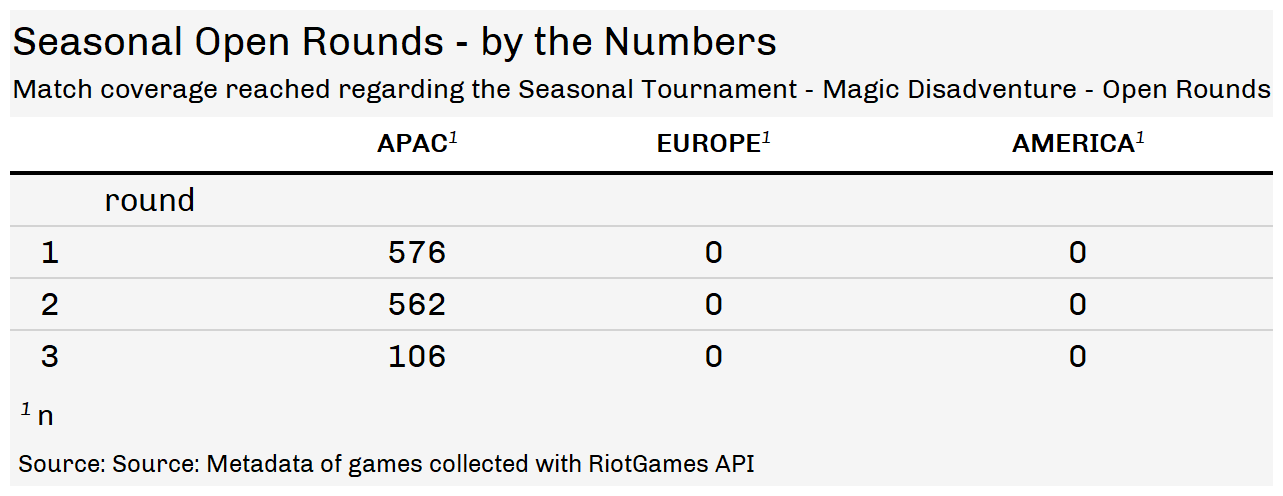 Seasonal Open Rounds - by the Numbers
Match coverage reached regarding the Seasonal Tournament - Magic Disadventure - Open Rounds
APAC1 EUROPE1 AMERICA1
round
1 576 0 0
2 562 0 0
3 106 0 0
1 n
Source: Source: Metadata of games collected with RiotGames API